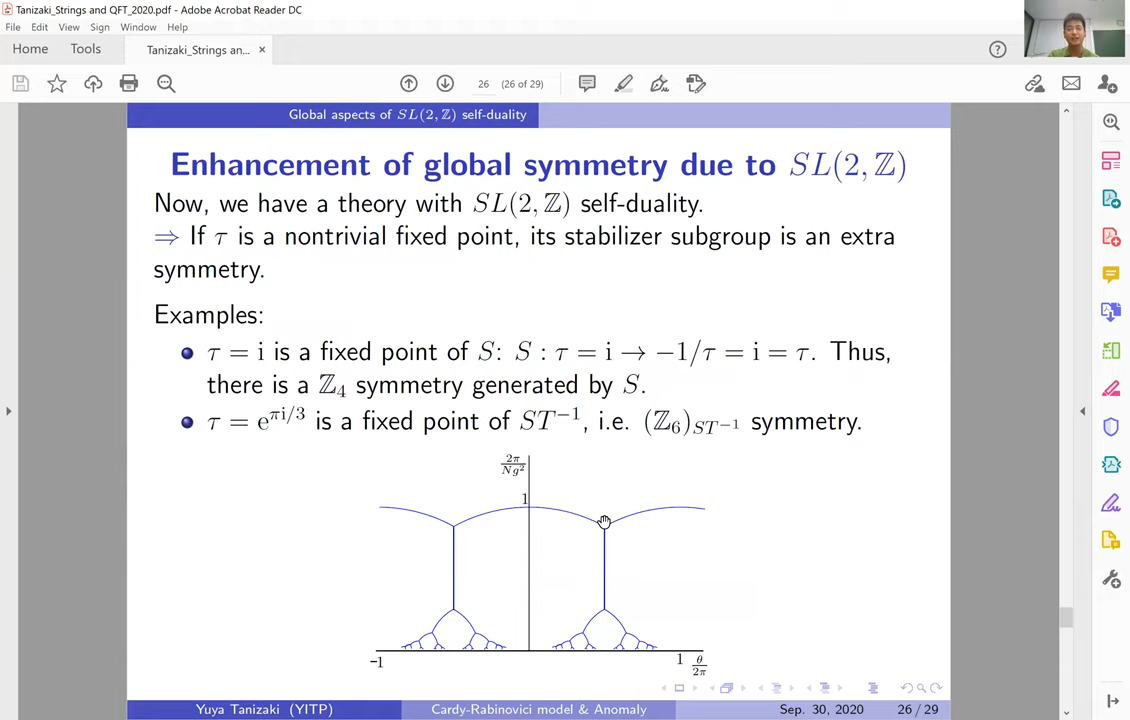 Tanizaki_Strings and QFT_2020.pdf - Adobe Acrobat Reader DC
File Edit View Sign Window Help
Home Tools Tanizaki_Strings an... ×
26 (26 of 29)
Global aspects of SL(2, ℤ) self-duality
Enhancement of global symmetry due to SL(2, ℤ)
Now, we have a theory with SL(2, ℤ) self-duality.
⇒ If τ is a nontrivial fixed point, its stabilizer subgroup is an extra
symmetry.
Examples:
τ = i is a fixed point of S: S : τ = i → −1/τ = i = τ. Thus,
there is a ℤ₄ symmetry generated by S.
τ = e^{πi/3} is a fixed point of ST⁻¹, i.e. (ℤ₆)_{ST⁻¹} symmetry.
2π/Ng²
1
−1 1 θ/2π
Yuya Tanizaki (YITP) Cardy-Rabinovici model & Anomaly Sep. 30, 2020 26 / 29